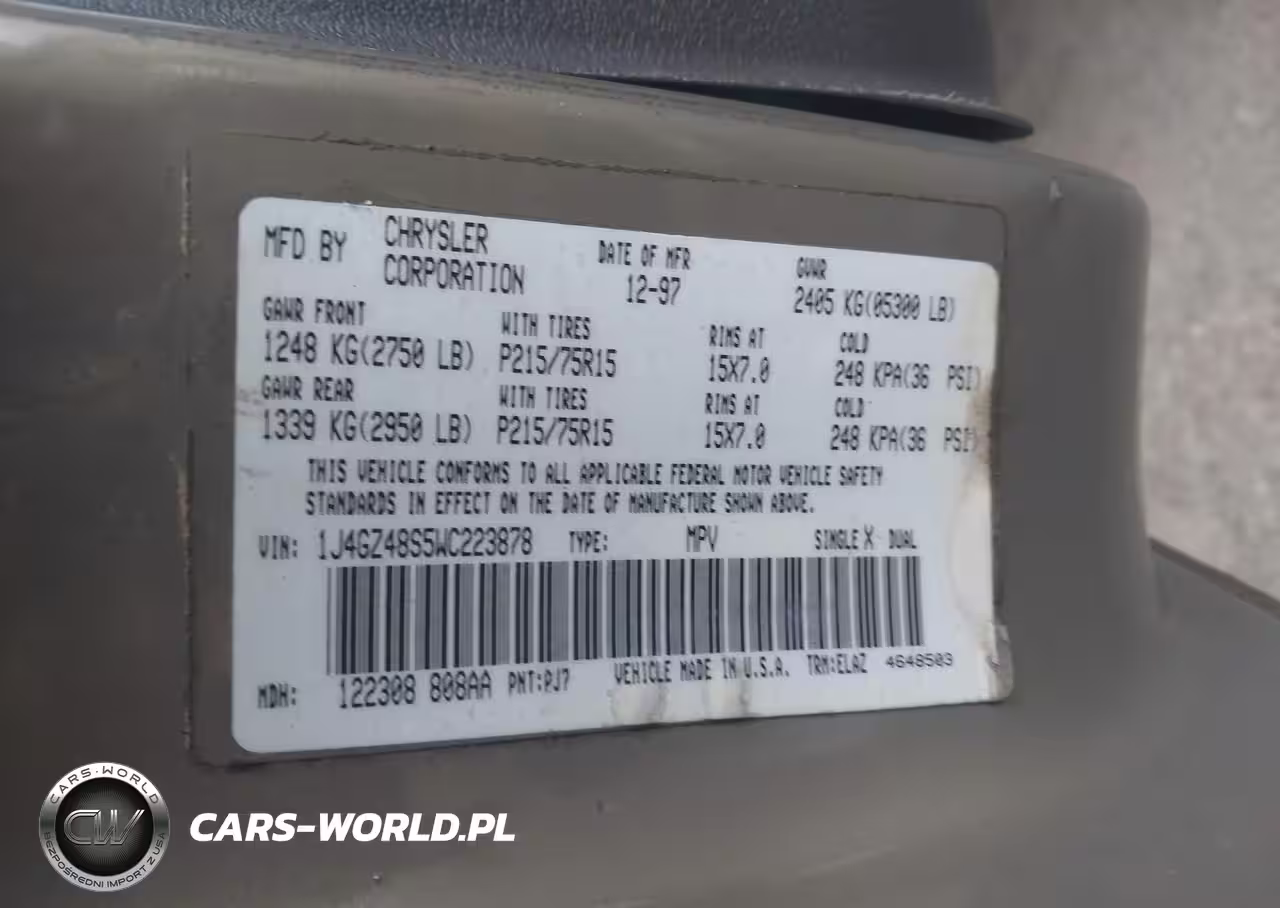 MFD BY CHRYSLER CORPORATION DATE OF MFR 12-97 GVWR 2405 KG(05300 LB)
GAWR FRONT WITH TIRES RIMS AT COLD
1248 KG(2750 LB) P215/75R15 15X7.0 248 KPA(36 PSI)
GAWR REAR WITH TIRES RIMS AT COLD
1339 KG(2950 LB) P215/75R15 15X7.0 248 KPA(36 PSI)
THIS VEHICLE CONFORMS TO ALL APPLICABLE FEDERAL MOTOR VEHICLE SAFETY
STANDARDS IN EFFECT ON THE DATE OF MANUFACTURE SHOWN ABOVE.
VIN: 1J4GZ48S5WC223878 TYPE: MPV SINGLE X DUAL
MDH: 122308 808AA PNT:PJ7 VEHICLE MADE IN U.S.A. TRM:ELAZ 4648503
CARS-WORLD
CW
BEZPOŚREDNI IMPORT Z USA
CARS-WORLD.PL